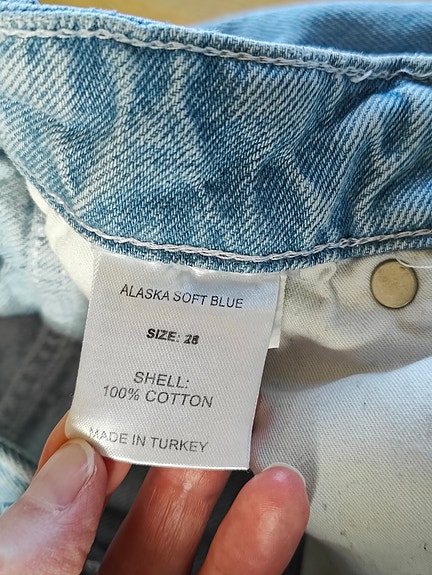 ALASKA SOFT BLUE
SIZE: 28
SHELL:
100% COTTON
MADE IN TURKEY